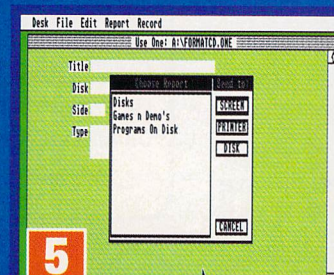 Desk File Edit Report Record
Use One: A:\FORMATCD.ONE
Title
Choose Report
Send to:
Disks
Games n Demo's
Programs On Disk
SCREEN
PRINTER
DISK
CANCEL
Disk
Side
Type
5